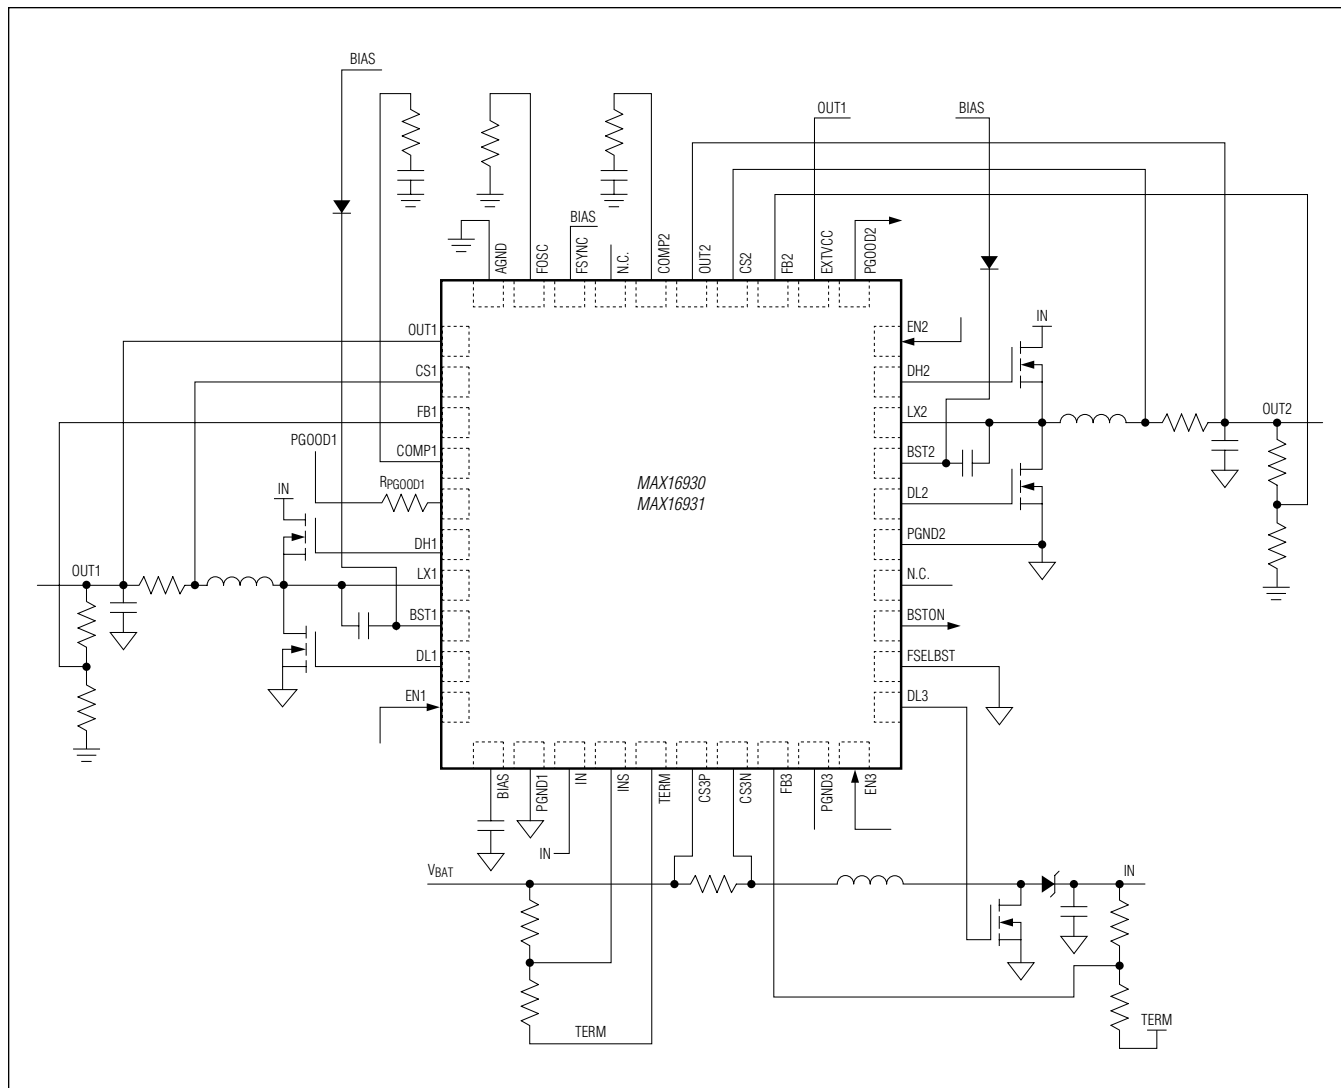 BIAS
OUT1
BIAS
BIAS
AGND
FOSC
FSYNC
N.C.
COMP2
OUT2
CS2
FB2
EXTVCC
PGOOD2
OUT1
CS1
FB1
COMP1
PGOOD1
RPGOOD1
IN
DH1
OUT1
LX1
BST1
DL1
EN1
MAX16930
MAX16931
EN2
IN
DH2
LX2
OUT2
BST2
DL2
PGND2
N.C.
BSTON
FSELBST
DL3
BIAS
PGND1
IN
INS
TERM
CS3P
CS3N
FB3
PGND3
EN3
IN
VBAT
IN
TERM
TERM